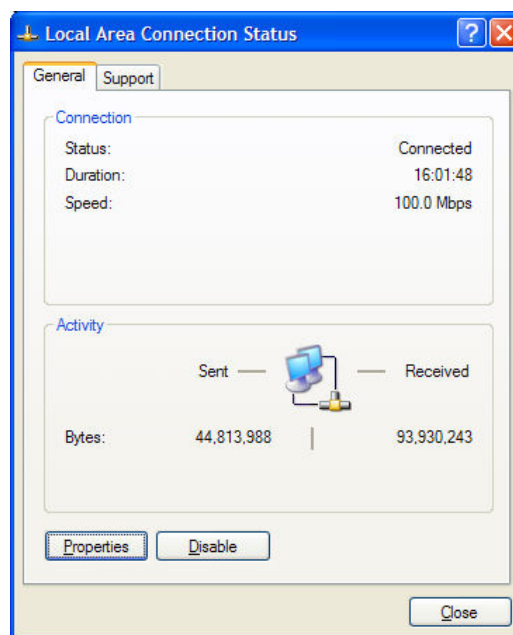 Local Area Connection Status
General Support
Connection
Status: Connected
Duration: 16:01:48
Speed: 100.0 Mbps
Activity
Sent Received
Bytes: 44,813,988 93,930,243
Properties Disable
Close